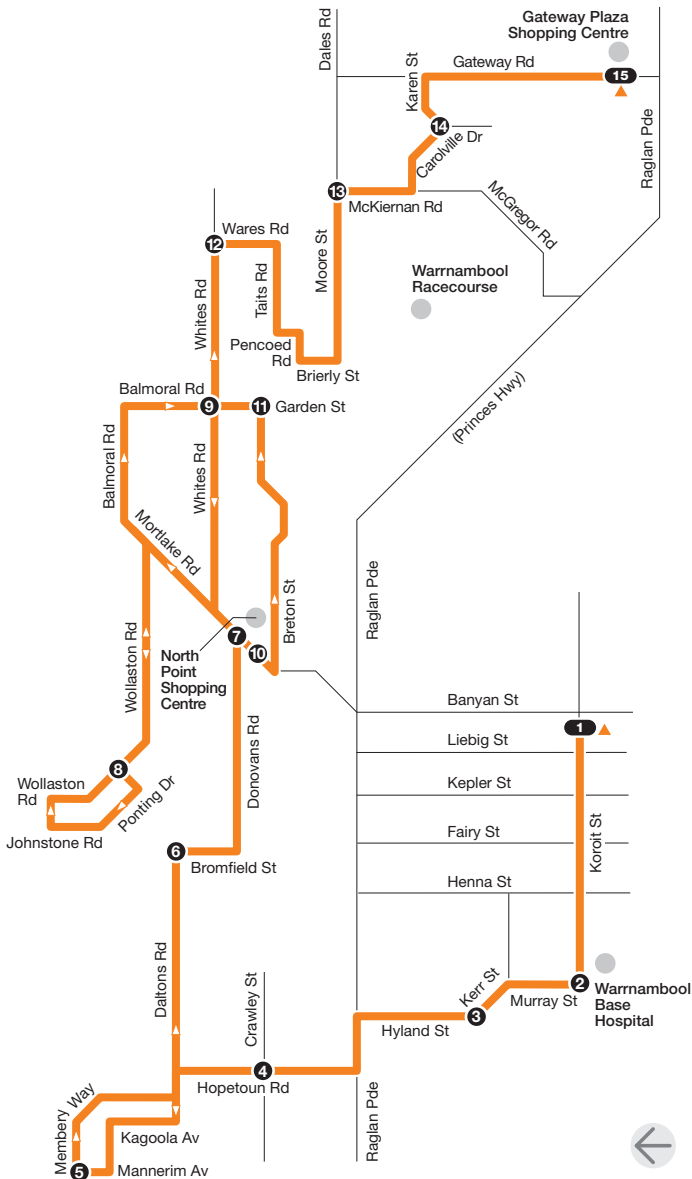 Gateway Plaza
Shopping Centre
Dales Rd
Karen St
Gateway Rd
15
14
Carolville Dr
Raglan Pde
13
McKiernan Rd
McGregor Rd
12
Wares Rd
Moore St
Taits Rd
Whites Rd
Warrnambool
Racecourse
Pencoed
Rd
Brierly St
(Princes Hwy)
Balmoral Rd
9
11
Garden St
Balmoral Rd
Whites Rd
Mortlake Rd
Breton St
Raglan Pde
7
10
North
Point
Shopping
Centre
Wollaston Rd
Banyan St
1
Liebig St
Donovans Rd
8
Wollaston
Rd
Ponting Dr
Johnstone Rd
Kepler St
Fairy St
Koroit St
6
Bromfield St
Henna St
Daltons Rd
Crawley St
Kerr St
2
Murray St
Warrnambool
Base
Hospital
3
Hyland St
4
Hopetoun Rd
Raglan Pde
Membery Way
Kagoola Av
5
Mannerim Av